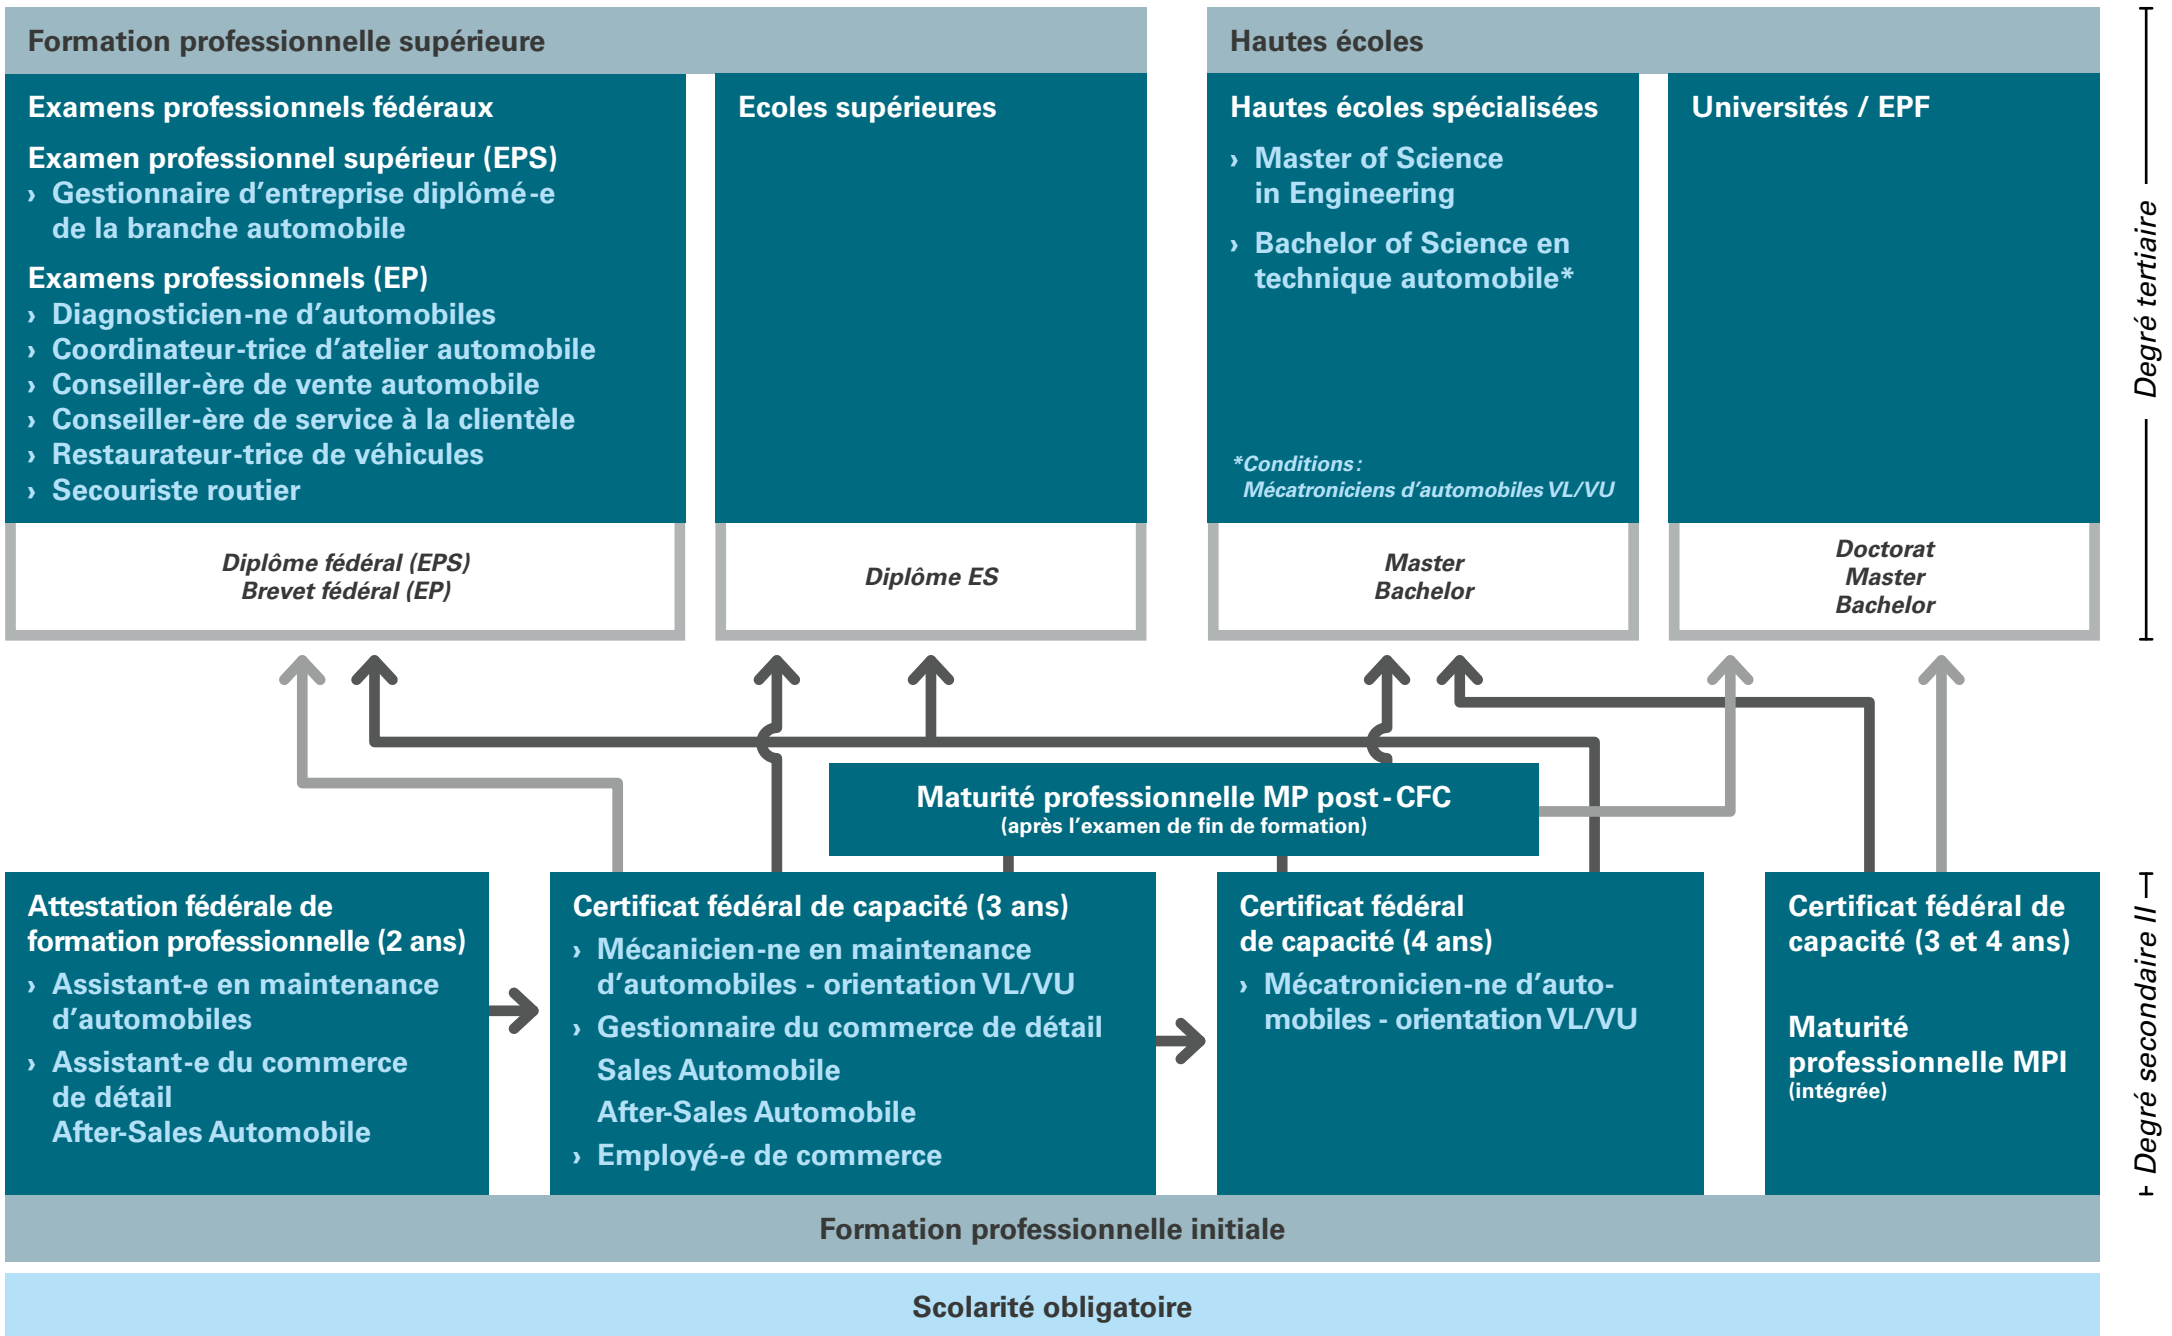 Formation professionnelle supérieure
Examens professionnels fédéraux
Examen professionnel supérieur (EPS)
› Gestionnaire d’entreprise diplômé-e
de la branche automobile
Examens professionnels (EP)
› Diagnosticien-ne d’automobiles
› Coordinateur-trice d’atelier automobile
› Conseiller-ère de vente automobile
› Conseiller-ère de service à la clientèle
› Restaurateur-trice de véhicules
› Secouriste routier
Diplôme fédéral (EPS)
Brevet fédéral (EP)
Ecoles supérieures
Diplôme ES
Hautes écoles
Hautes écoles spécialisées
› Master of Science
in Engineering
› Bachelor of Science en
technique automobile*
*Conditions :
Mécatroniciens d’automobiles VL/VU
Master
Bachelor
Universités / EPF
Doctorat
Master
Bachelor
Degré tertiaire
Maturité professionnelle MP post - CFC
(après l’examen de fin de formation)
Attestation fédérale de
formation professionnelle (2 ans)
› Assistant-e en maintenance
d’automobiles
› Assistant-e du commerce
de détail
After-Sales Automobile
Certificat fédéral de capacité (3 ans)
› Mécanicien-ne en maintenance
d’automobiles - orientation VL/VU
› Gestionnaire du commerce de détail
Sales Automobile
After-Sales Automobile
› Employé-e de commerce
Certificat fédéral
de capacité (4 ans)
› Mécatronicien-ne d’auto-
mobiles - orientation VL/VU
Certificat fédéral de
capacité (3 et 4 ans)
Maturité
professionnelle MPI
(intégrée)
Degré secondaire II
Formation professionnelle initiale
Scolarité obligatoire